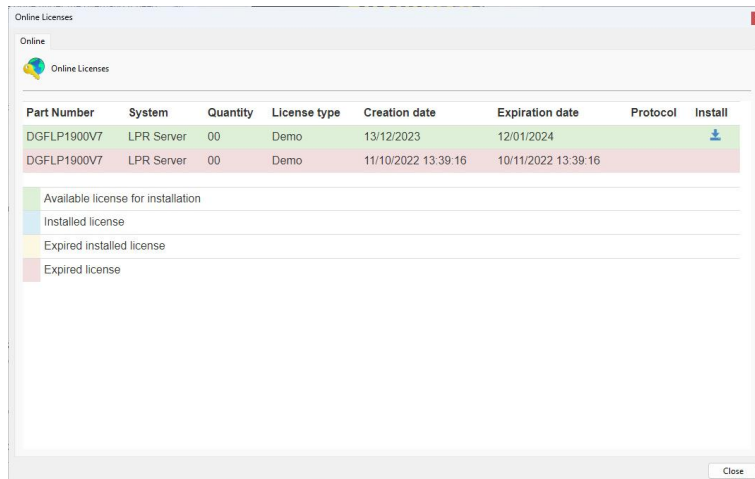 Online Licenses
Online
Online Licenses
Part Number System Quantity License type Creation date Expiration date Protocol Install
DGFLP1900V7 LPR Server 00 Demo 13/12/2023 12/01/2024
DGFLP1900V7 LPR Server 00 Demo 11/10/2022 13:39:16 10/11/2022 13:39:16
Available license for installation
Installed license
Expired installed license
Expired license
Close